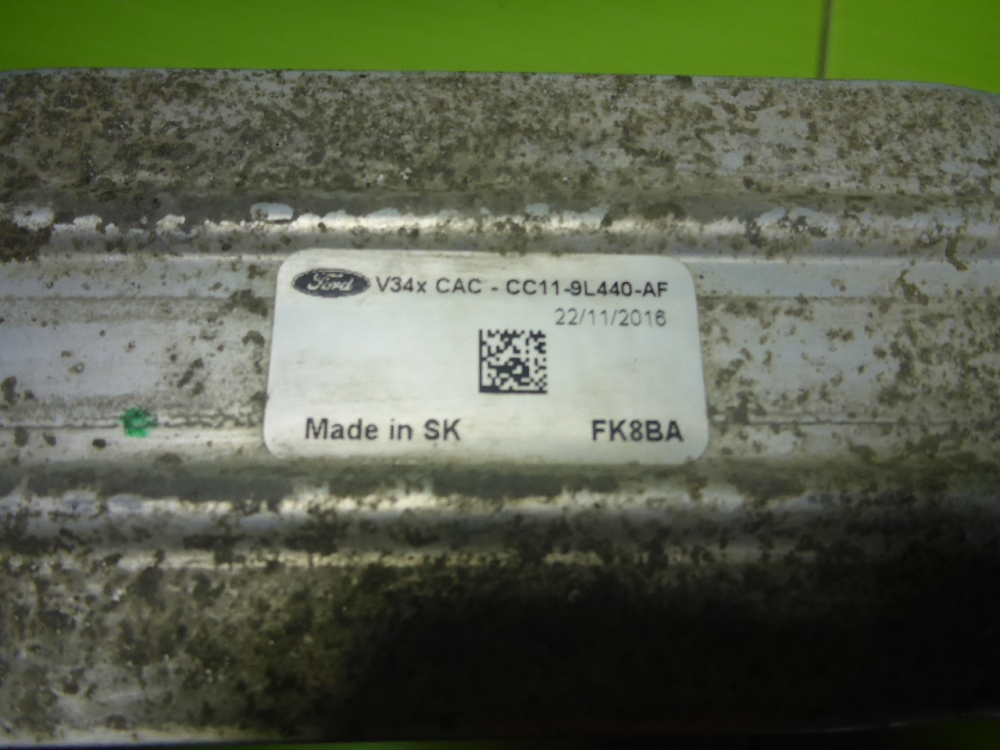 Ford V34x CAC - CC11-9L440-AF
22/11/2016
Made in SK FK8BA